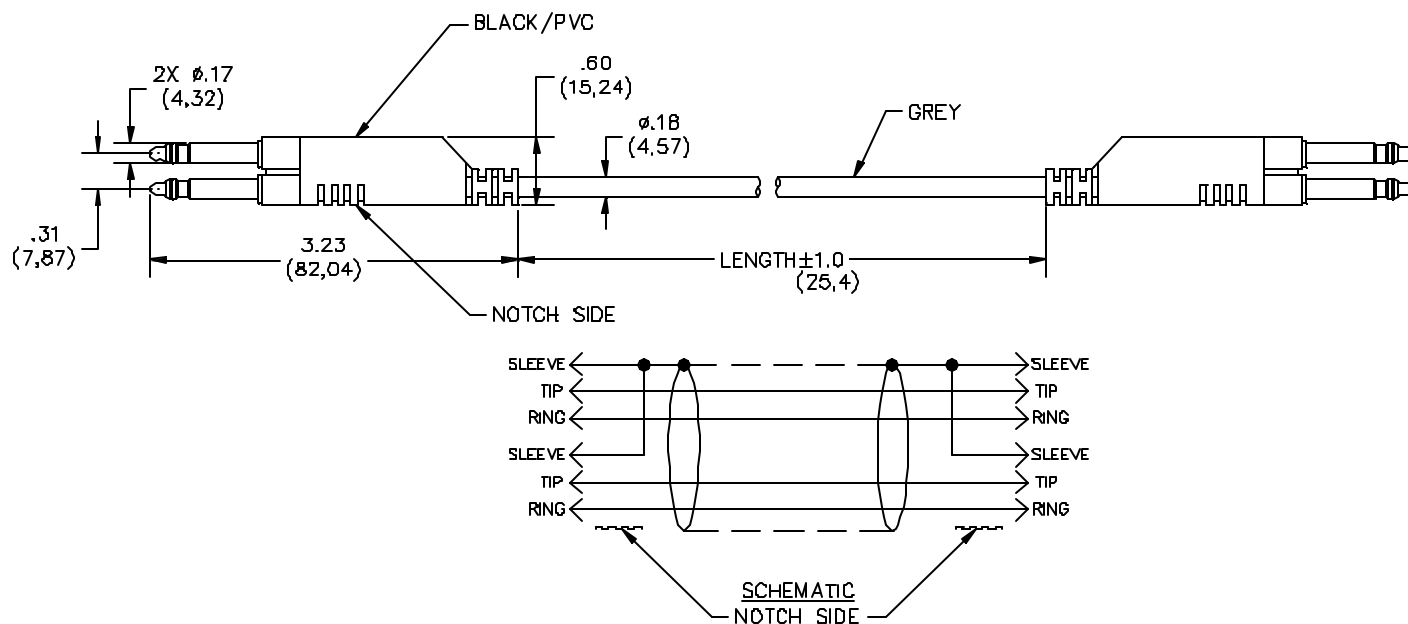 BLACK/PVC
2X ø.17
(4,32)
.60
(15,24)
ø.18
(4,57)
GREY
.31
(7,87)
3.23
(82,04)
LENGTH±1.0
(25,4)
NOTCH SIDE
SLEEVE SLEEVE
TIP TIP
RING RING
SLEEVE SLEEVE
TIP TIP
RING RING
SCHEMATIC
NOTCH SIDE